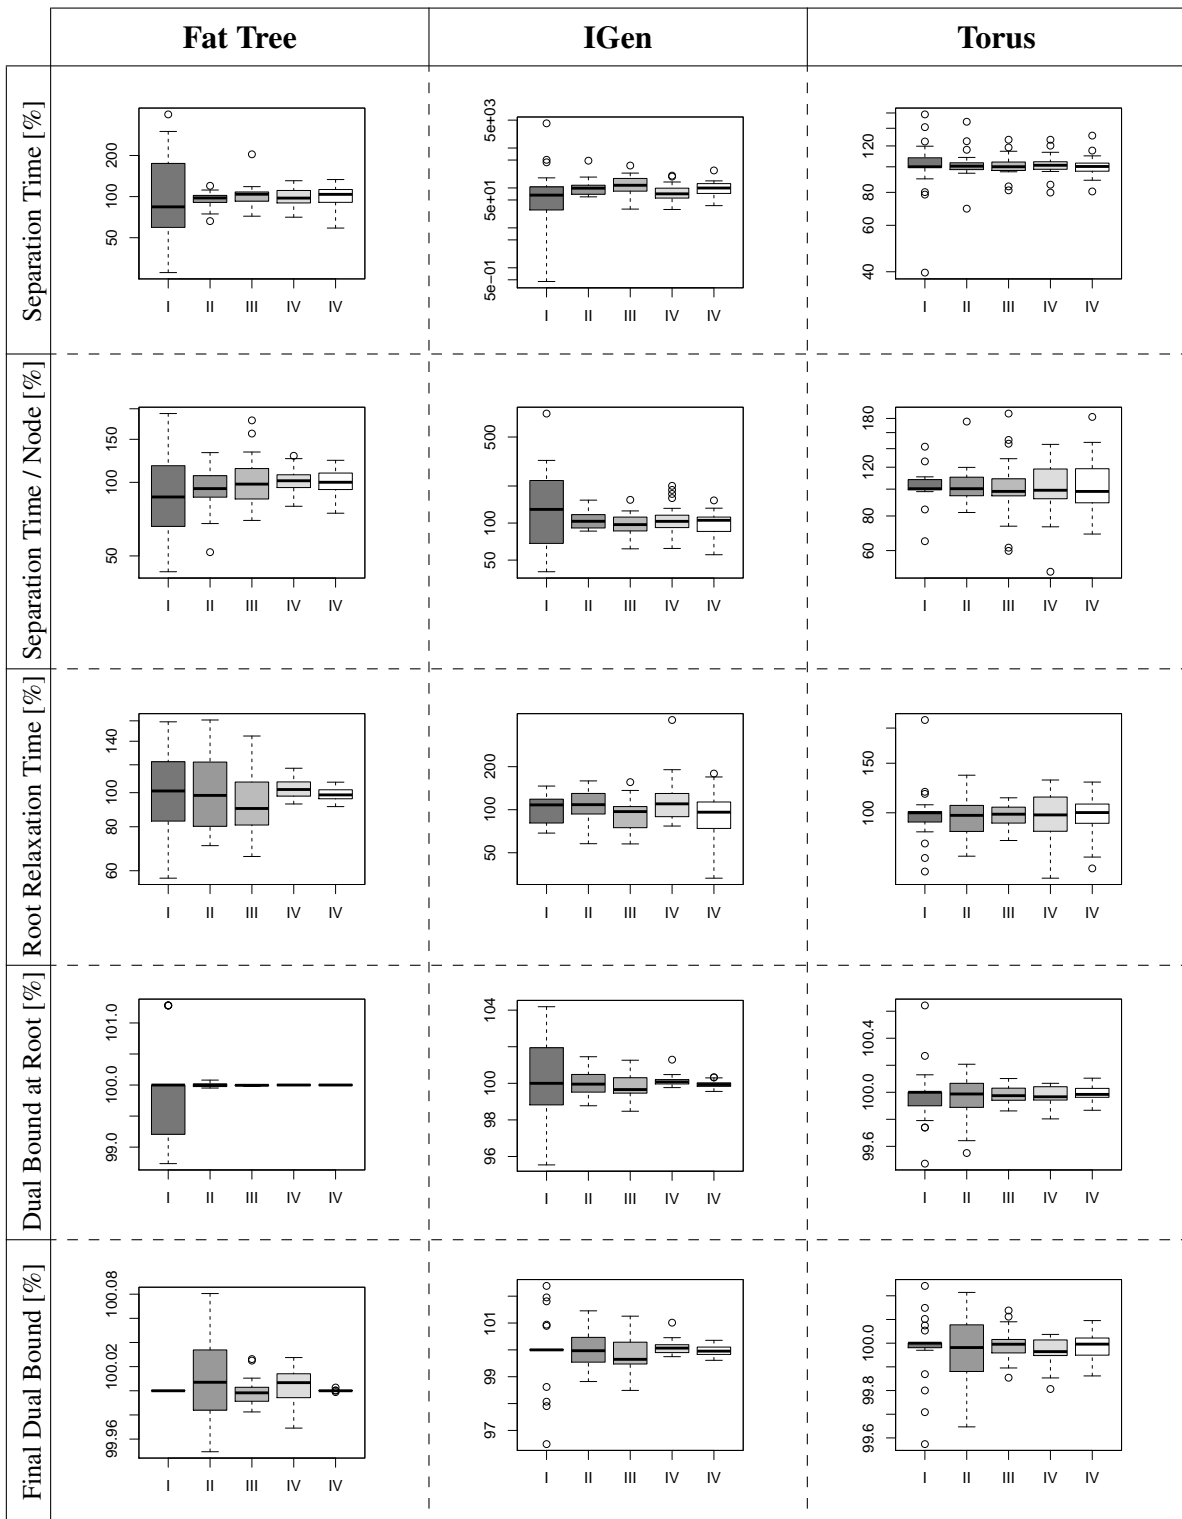 Fat Tree IGen Torus
Separation Time [%]
50 100 200
I II III IV IV
5e−01 5e+01 5e+03
I II III IV IV
40 60 80 120
I II III IV IV
Separation Time / Node [%]
50 100 150
I II III IV IV
50 100 500
I II III IV IV
60 80 120 180
I II III IV IV
Root Relaxation Time [%]
60 80 100 140
I II III IV IV
50 100 200
I II III IV IV
100 150
I II III IV IV
Dual Bound at Root [%]
99.0 100.0 101.0
I II III IV IV
96 98 100 104
I II III IV IV
99.6 100.0 100.4
I II III IV IV
Final Dual Bound [%]
99.96 100.02 100.08
I II III IV IV
97 99 101
I II III IV IV
99.6 99.8 100.0
I II III IV IV